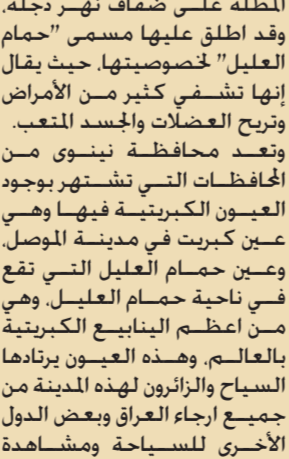 المطلة على ضفاف نهر دجلة،
وقد اطلق عليها مسمى "حمام
العليل" لخصوصيتها، حيث يقال
إنها تشفي كثير من الأمراض
وتريح العضلات والجسد المتعب.
وتعد محافظة نينوى من
المحافظات التي تشتهر بوجود
العيون الكبريتية فيها وهي
عين كبريت في مدينة الموصل،
وعين حمام العليل التي تقع
في ناحية حمام العليل، وهي
من اعظم الينابيع الكبريتية
بالعالم، وهذه العيون يرتادها
السياح والزائرون لهذه المدينة من
جميع ارجاء العراق وبعض الدول
الأخرى للسياحة ومشاهدة